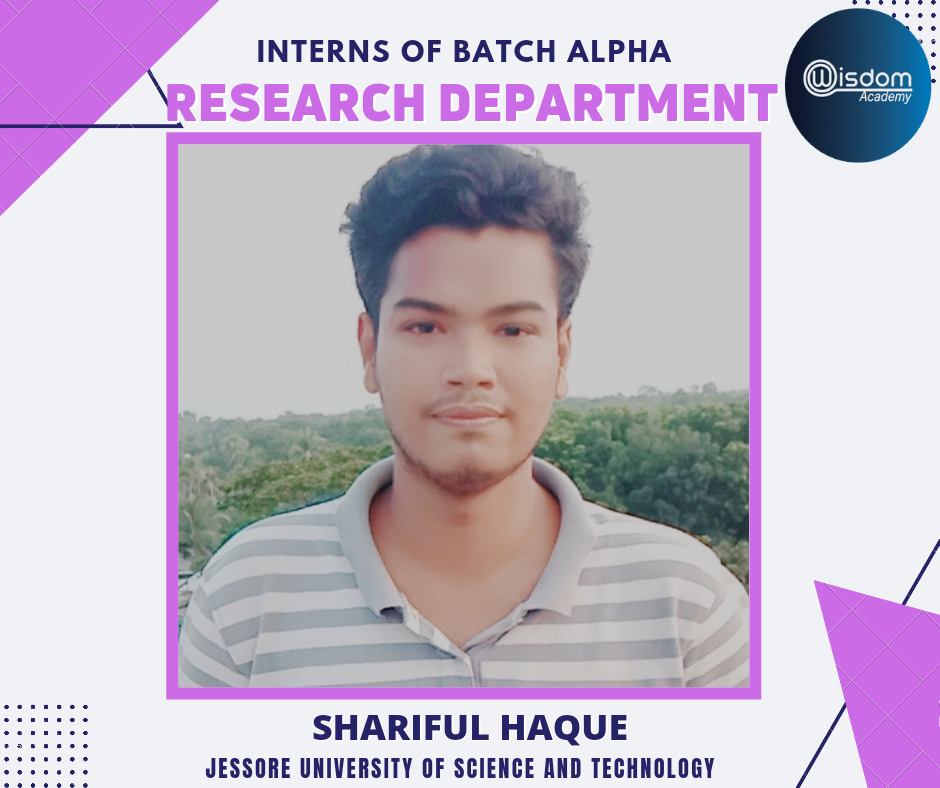 INTERNS OF BATCH ALPHA
RESEARCH DEPARTMENT
@Wisdom
Academy
SHARIFUL HAQUE
JESSORE UNIVERSITY OF SCIENCE AND TECHNOLOGY